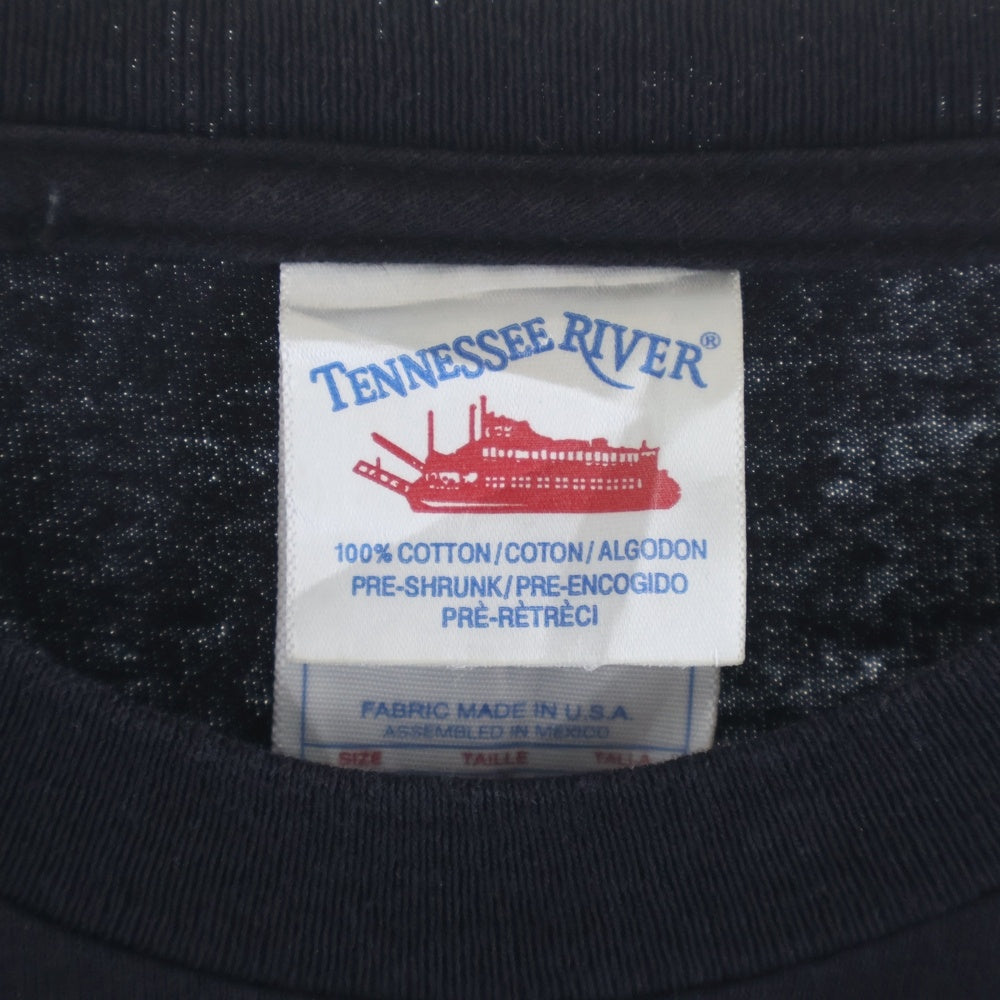 TENNESSEE RIVER®
100% COTTON/COTON/ALGODON
PRE-SHRUNK/PRE-ENCOGIDO
PRÈ-RÈTRÈCI
FABRIC MADE IN U.S.A.
ASSEMBLED IN MEXICO
SIZE TAILLE TALLA